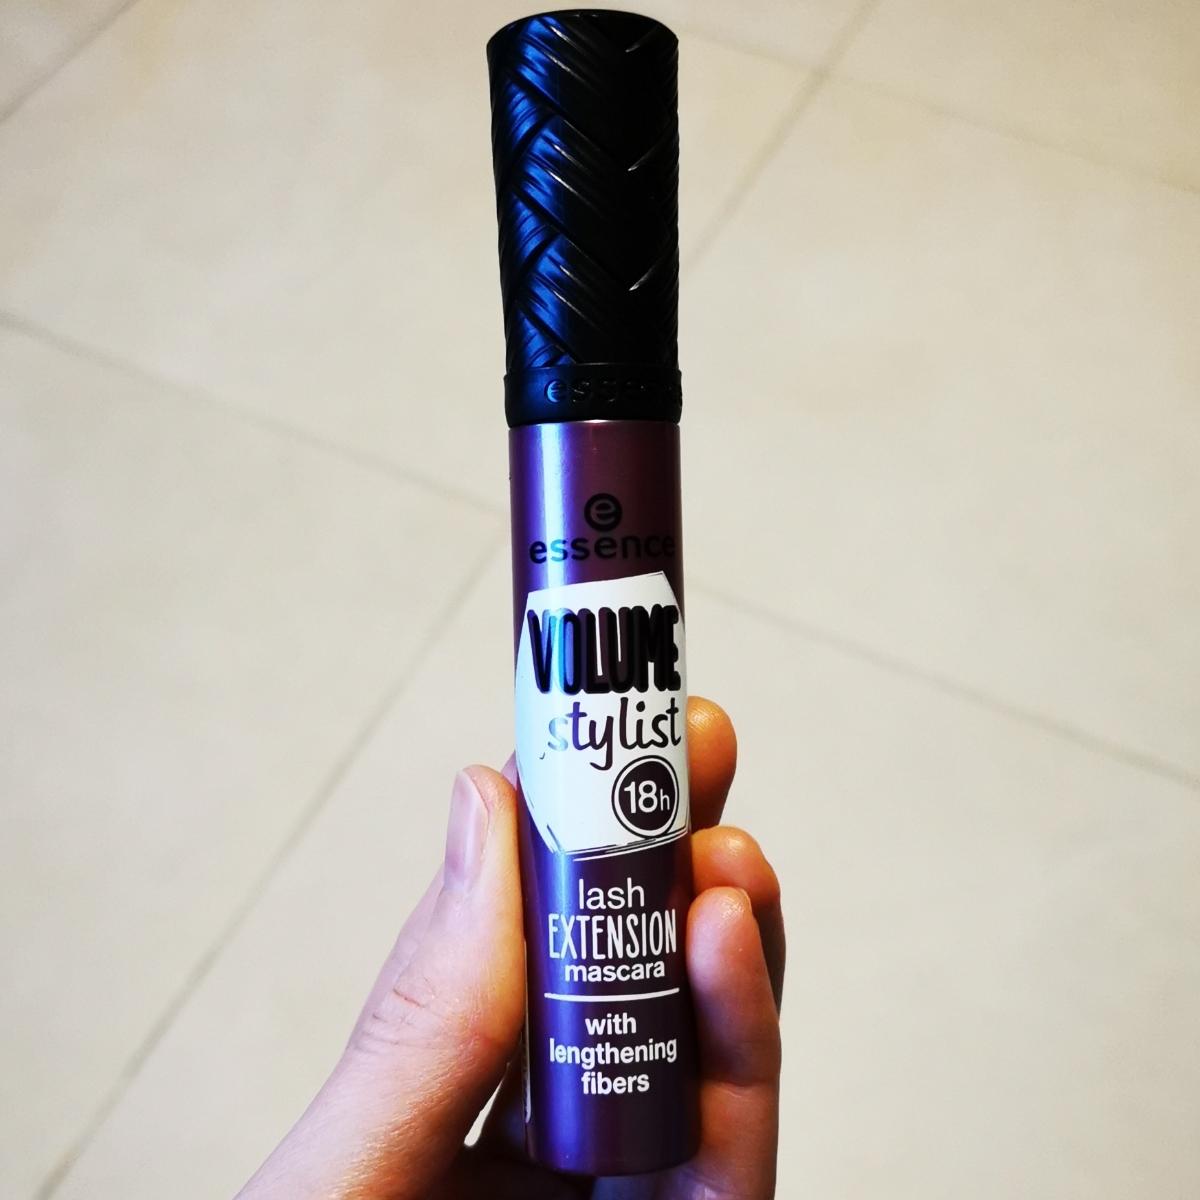 essence
e
essence
VOLUME
stylist
18h
lash
EXTENSION
mascara
with
lengthening
fibers